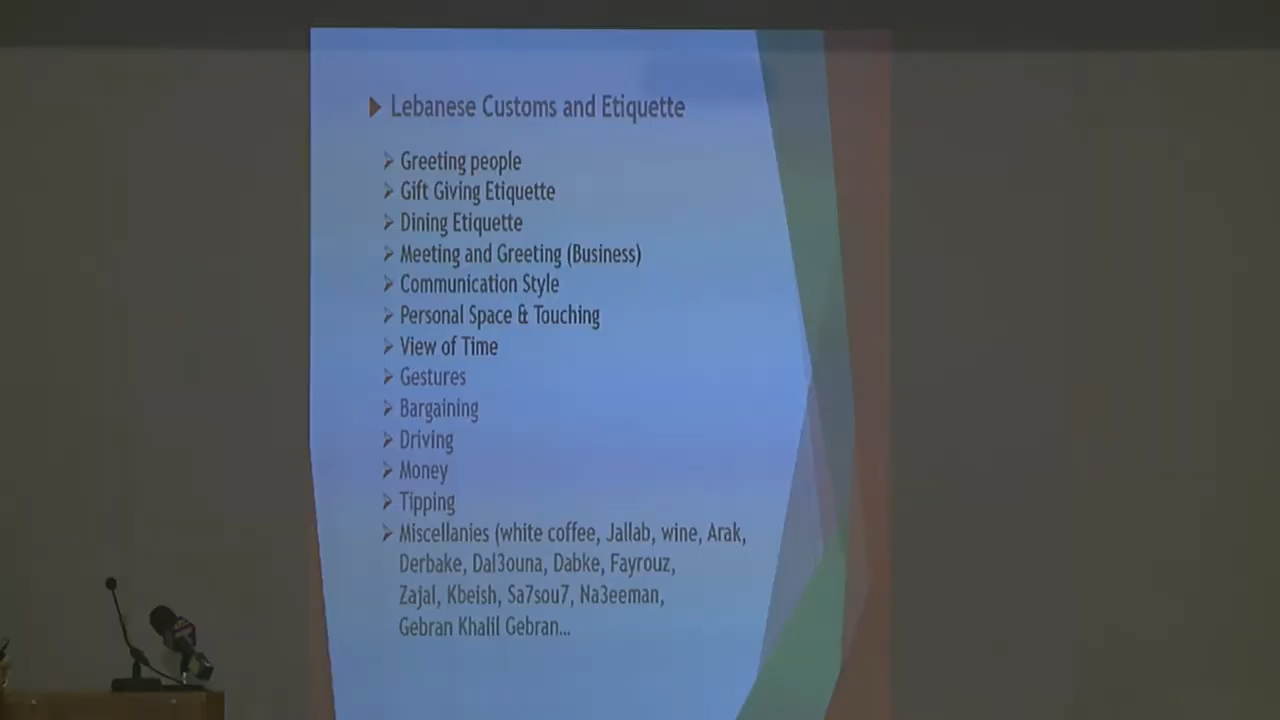 Lebanese Customs and Etiquette
Greeting people
Gift Giving Etiquette
Dining Etiquette
Meeting and Greeting (Business)
Communication Style
Personal Space & Touching
View of Time
Gestures
Bargaining
Driving
Money
Tipping
Miscellanies (white coffee, Jallab, wine, Arak,
Derbake, Dal3ouna, Dabke, Fayrouz,
Zajal, Kbeish, Sa7sou7, Na3eeman,
Gebran Khalil Gebran...